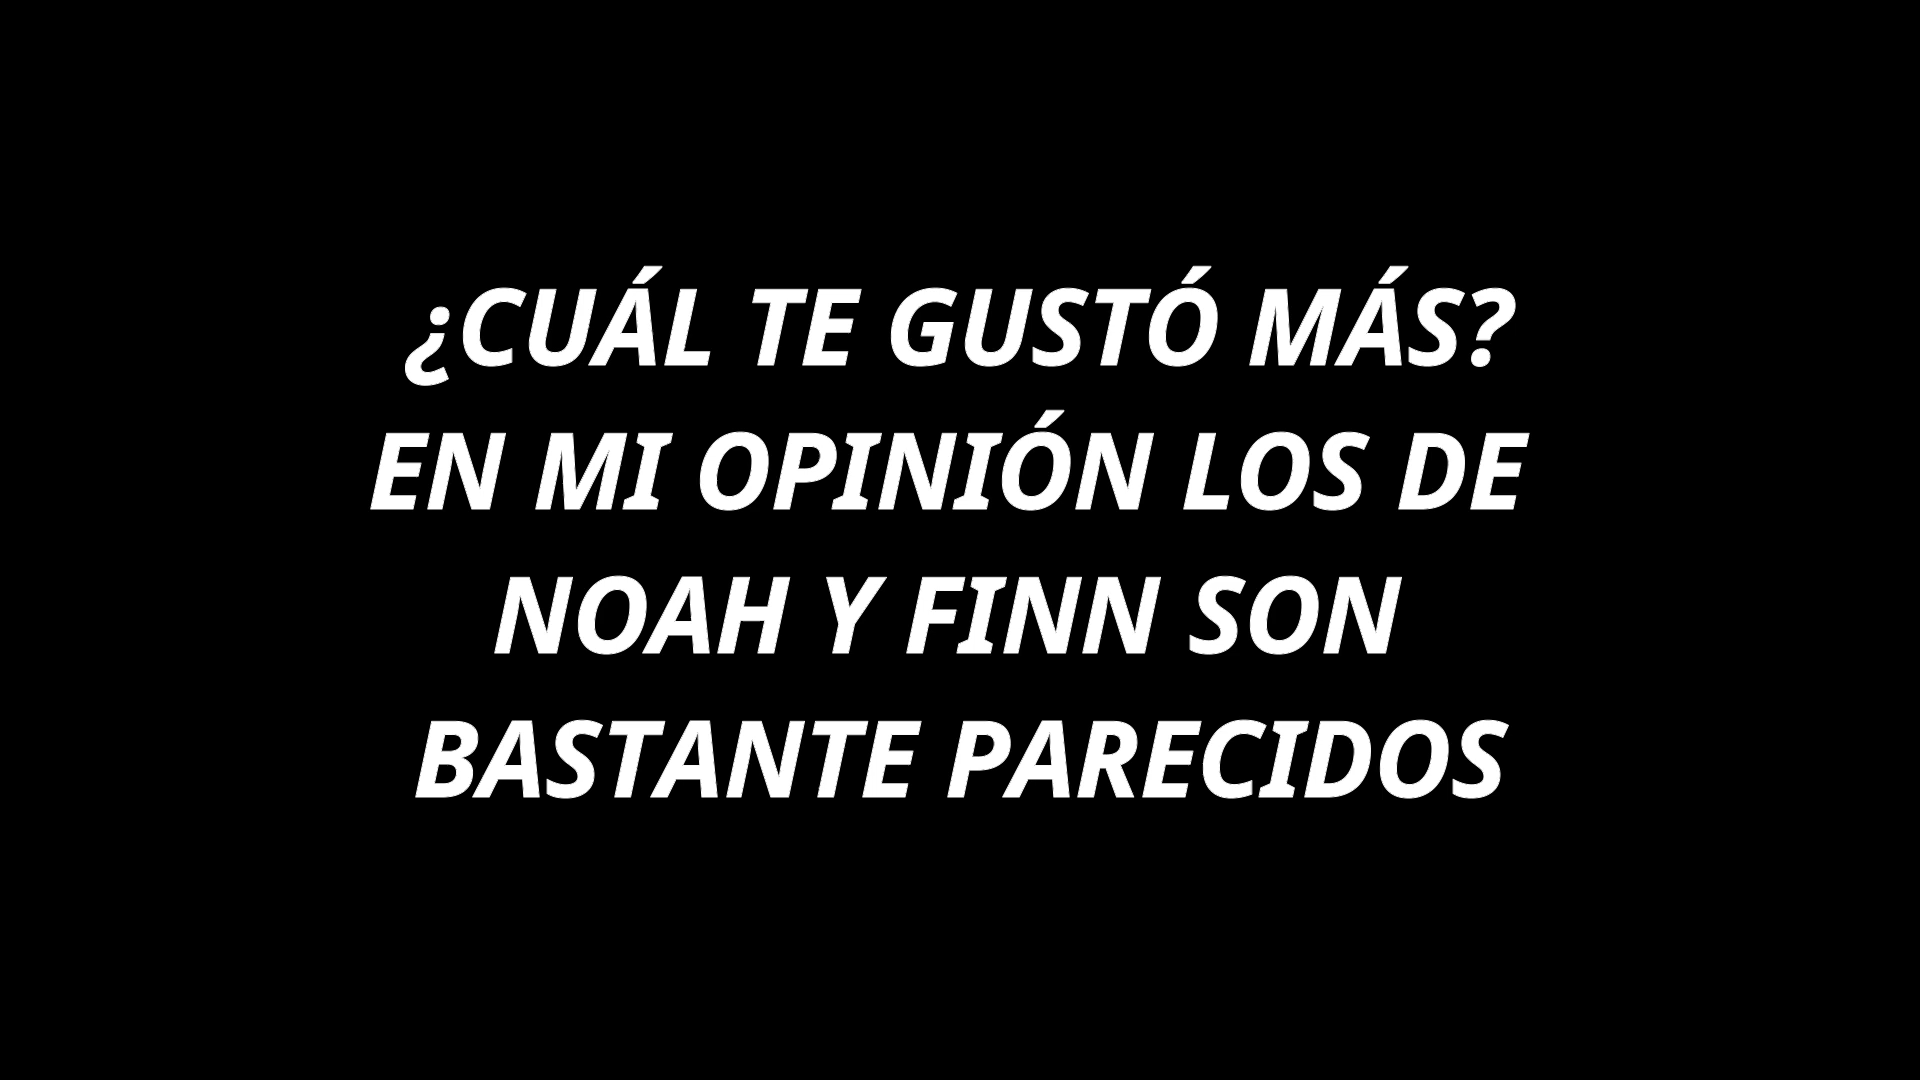 ¿CUÁL TE GUSTÓ MÁS?
EN MI OPINIÓN LOS DE
NOAH Y FINN SON
BASTANTE PARECIDOS